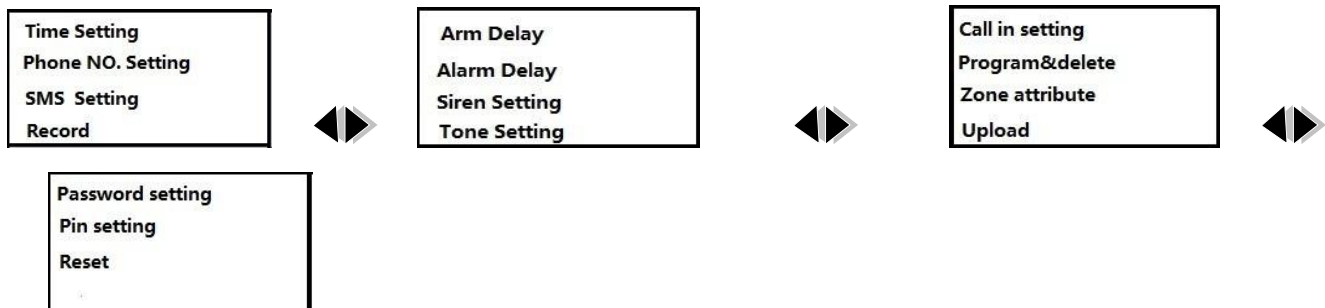 Time Setting
Phone NO. Setting
SMS Setting
Record
Arm Delay
Alarm Delay
Siren Setting
Tone Setting
Call in setting
Program&delete
Zone attribute
Upload
Password setting
Pin setting
Reset